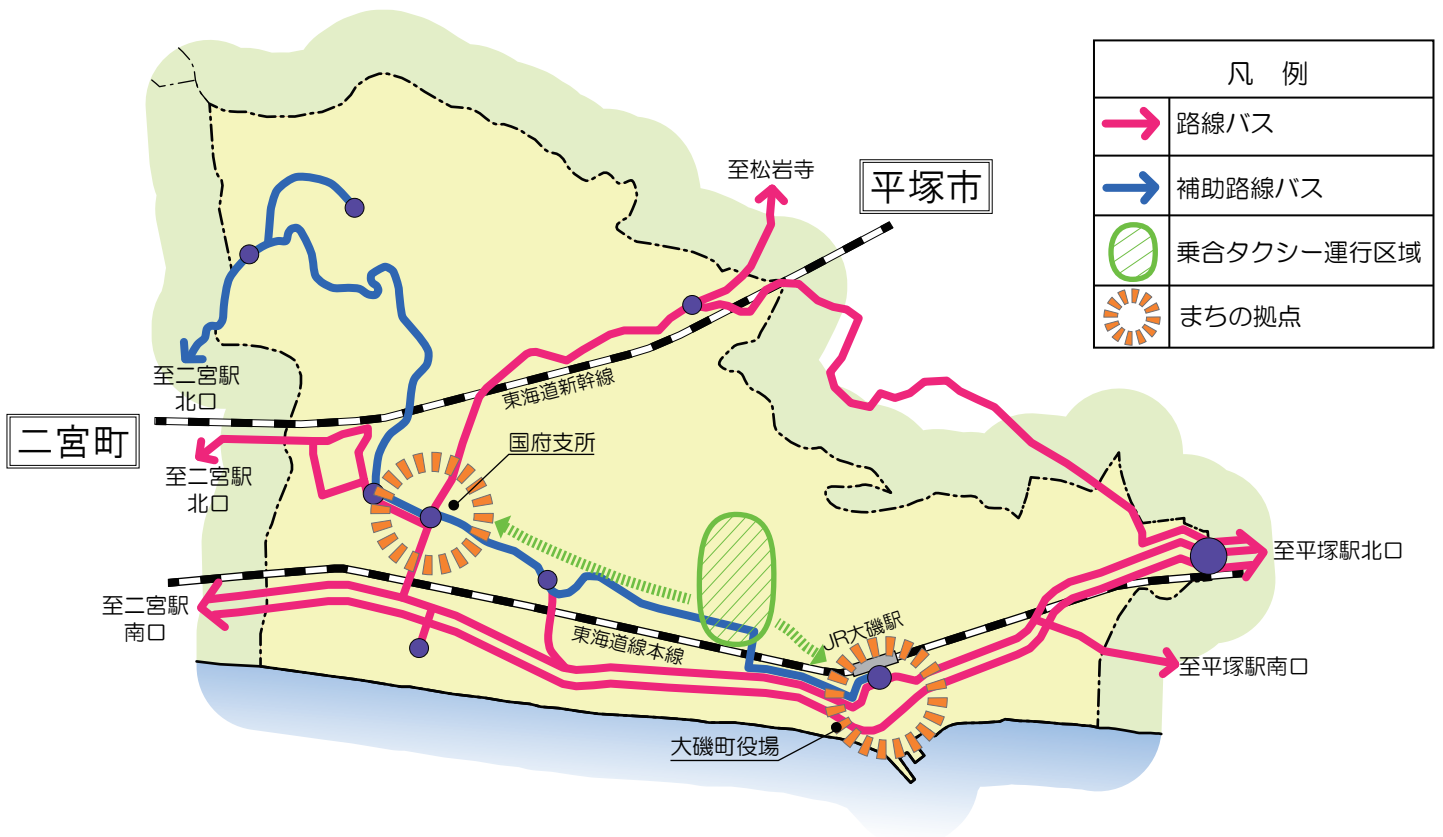 凡 例
路線バス
補助路線バス
乗合タクシー運行区域
まちの拠点
至松岩寺
平塚市
至二宮駅
北口
東海道新幹線
二宮町
国府支所
至二宮駅
北口
至平塚駅北口
至二宮駅
南口
東海道線本線
JR大磯駅
至平塚駅南口
大磯町役場